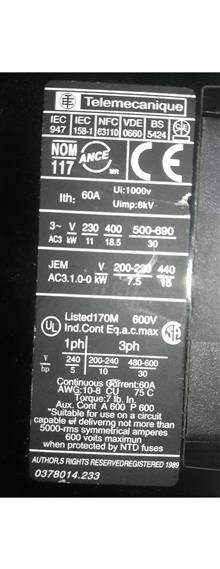 Telemecanique
IEC 947 IEC 158-1 NFC 63110 VDE 0660 BS 5424
NOM 117 ANCE MR CE
Ith: 60A Ui:1000v
Uimp:8kV
3~ V 230 400 500-690
AC3 kW 11 18.5 30
JEM V 200-220 440
AC3.1.0-0 kW 7.5 15
UL Listed170M 600V
Ind.Cont Eq.a.c.max
1ph 3ph
V 240 200-240 480-600
hp 5 10 30
Continuous Current:60A
AWG:10-8 CU 75 C
Torque:7 lb. In.
Aux. Cont A 600 P 600
"Suitable for use on a circuit
capable of deliverng not more than
5000-rms symmetrical amperes
600 volts maximun
when protected by NTD fuses
AUTHOR,S RIGHTS RESERVEDREGISTERED 1989
0378014.233